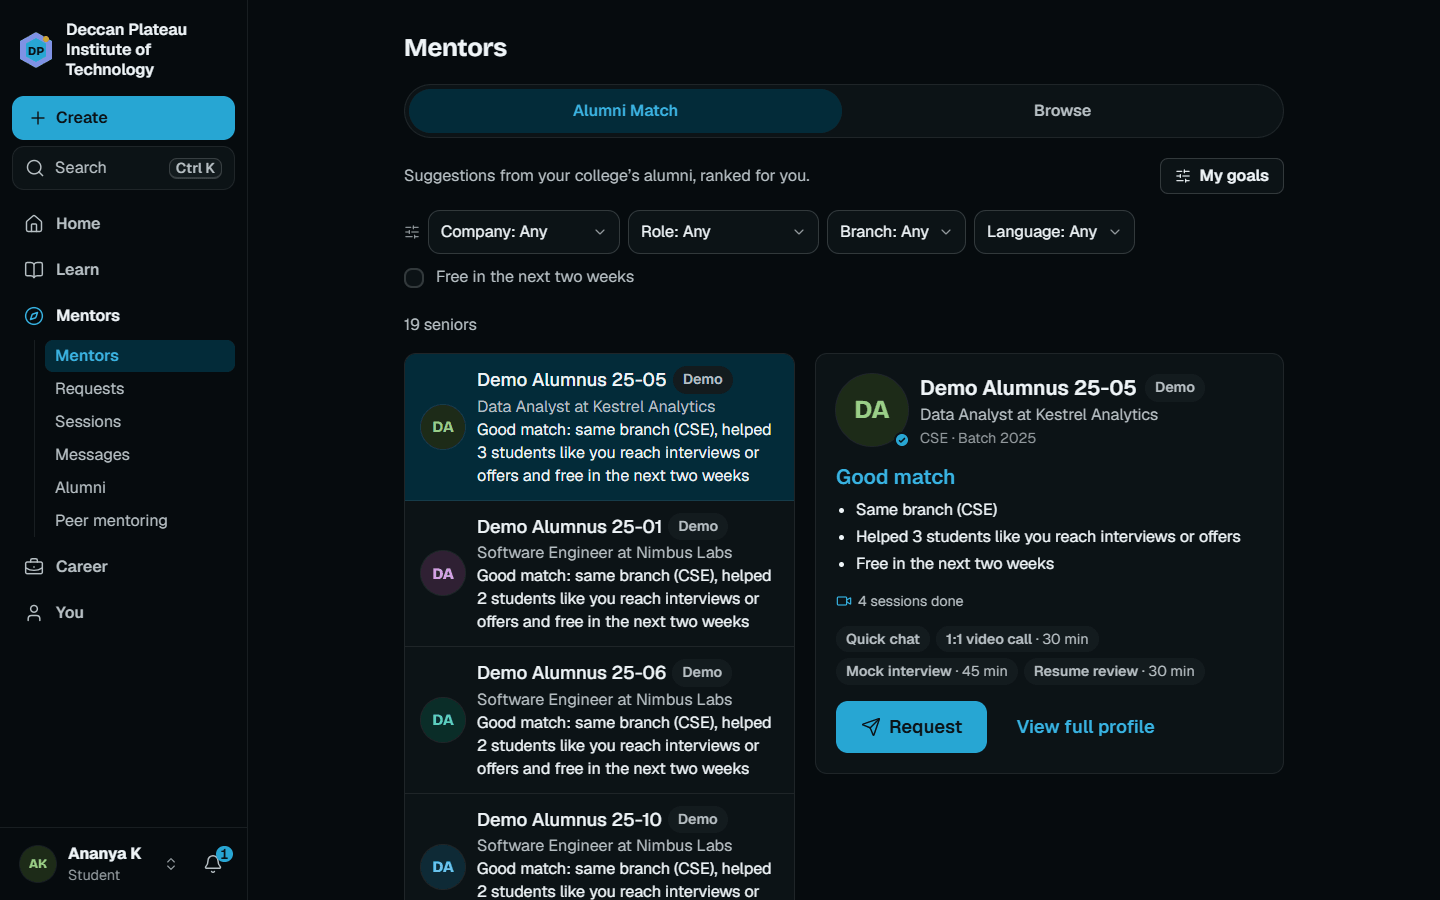 DP
Deccan Plateau
Institute of
Technology
Create
Search
Ctrl K
Home
Learn
Mentors
Mentors
Requests
Sessions
Messages
Alumni
Peer mentoring
Career
You
AK
Ananya K
Student
1
Mentors
Alumni Match
Browse
Suggestions from your college’s alumni, ranked for you.
My goals
Company: Any
Role: Any
Branch: Any
Language: Any
Free in the next two weeks
19 seniors
DA
Demo Alumnus 25-05 Demo
Data Analyst at Kestrel Analytics
Good match: same branch (CSE), helped
3 students like you reach interviews or
offers and free in the next two weeks
DA
Demo Alumnus 25-01 Demo
Software Engineer at Nimbus Labs
Good match: same branch (CSE), helped
2 students like you reach interviews or
offers and free in the next two weeks
DA
Demo Alumnus 25-06 Demo
Software Engineer at Nimbus Labs
Good match: same branch (CSE), helped
2 students like you reach interviews or
offers and free in the next two weeks
DA
Demo Alumnus 25-10 Demo
Software Engineer at Nimbus Labs
Good match: same branch (CSE), helped
2 students like you reach interviews or
DA
Demo Alumnus 25-05 Demo
Data Analyst at Kestrel Analytics
CSE · Batch 2025
Good match
• Same branch (CSE)
• Helped 3 students like you reach interviews or offers
• Free in the next two weeks
4 sessions done
Quick chat
1:1 video call · 30 min
Mock interview · 45 min
Resume review · 30 min
Request
View full profile